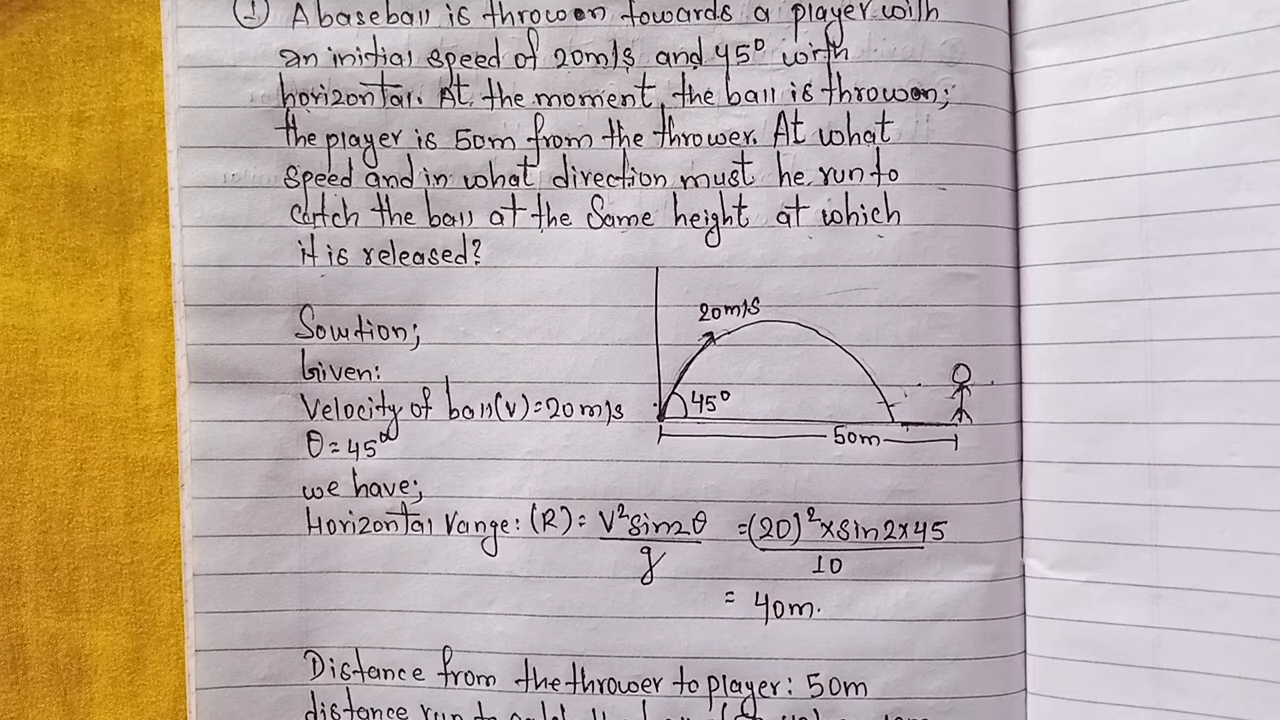 (1) A baseball is throwon towards a player with
an initial speed of 20m/s and 45° with
horizontal. At the moment, the ball is throwon;
the player is 50m from the thrower. At what
speed and in what direction must he run to
catch the ball at the same height at which
it is released?
20m/s
Solution;
Given:
Velocity of ball(v)=20m/s
45°
50m
θ=45°
we have;
Horizontal range: (R)= V²sin2θ/g =(20)²×sin2×45/10
= 40m.
Distance from the thrower to player: 50m
distance run to